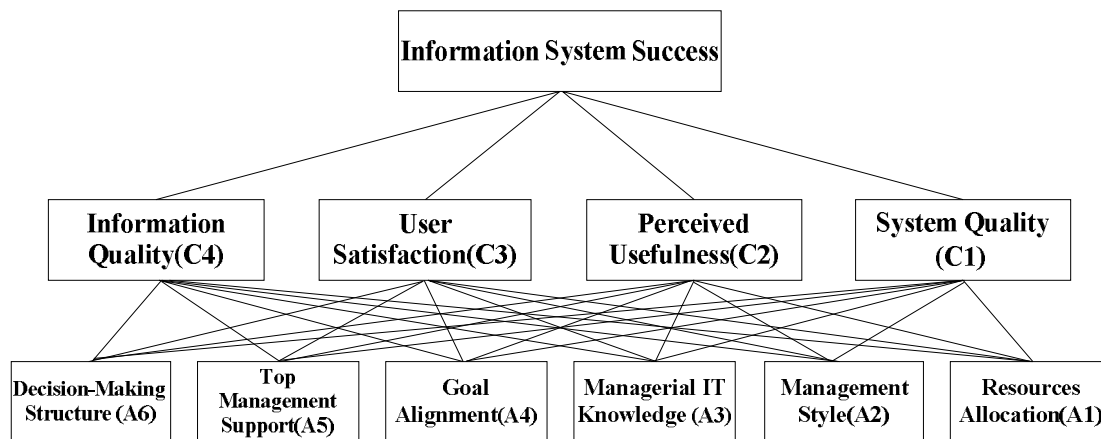 Information System Success
Information
Quality(C4)
User
Satisfaction(C3)
Perceived
Usefulness(C2)
System Quality
(C1)
Decision-Making
Structure (A6)
Top
Management
Support(A5)
Goal
Alignment(A4)
Managerial IT
Knowledge (A3)
Management
Style(A2)
Resources
Allocation(A1)